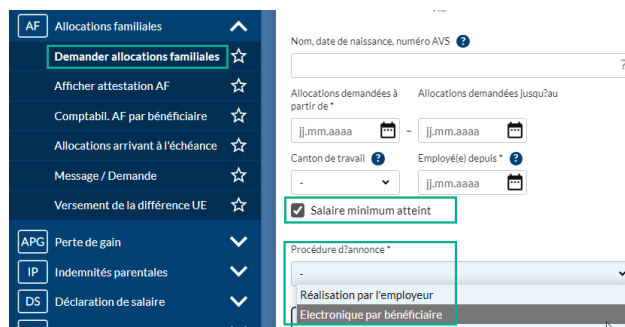 AF Allocations familiales
Demander allocations familiales
Afficher attestation AF
Comptabil. AF par bénéficiaire
Allocations arrivant à l'échéance
Message / Demande
Versement de la différence UE
APG Perte de gain
IP Indemnités parentales
DS Déclaration de salaire
Nom, date de naissance, numéro AVS ?
?
Allocations demandées à
partir de *
Allocations demandées jusqu?au
jj.mm.aaaa – jj.mm.aaaa
Canton de travail ? Employé(e) depuis * ?
- jj.mm.aaaa
Salaire minimum atteint
Procédure d?annonce *
-
Réalisation par l'employeur
Electronique par bénéficiaire